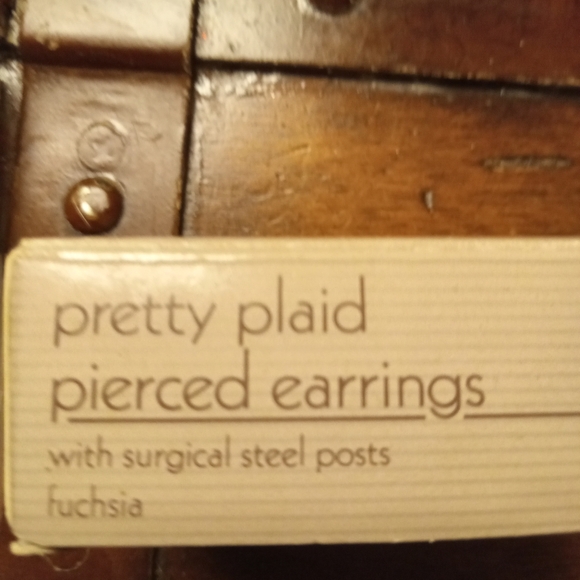 pretty plaid
pierced earrings
with surgical steel posts
fuchsia